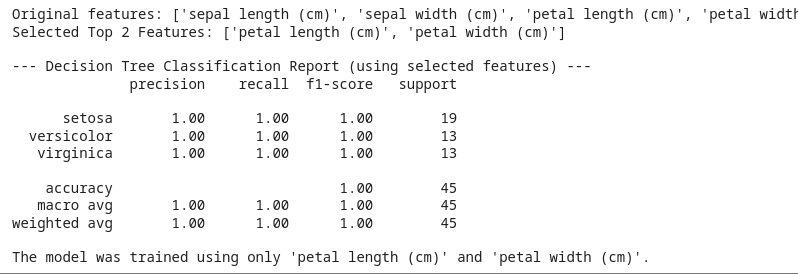 Original features: ['sepal length (cm)', 'sepal width (cm)', 'petal length (cm)', 'petal width
Selected Top 2 Features: ['petal length (cm)', 'petal width (cm)']
--- Decision Tree Classification Report (using selected features) ---
precision recall f1-score support
setosa 1.00 1.00 1.00 19
versicolor 1.00 1.00 1.00 13
virginica 1.00 1.00 1.00 13
accuracy 1.00 45
macro avg 1.00 1.00 1.00 45
weighted avg 1.00 1.00 1.00 45
The model was trained using only 'petal length (cm)' and 'petal width (cm)'.